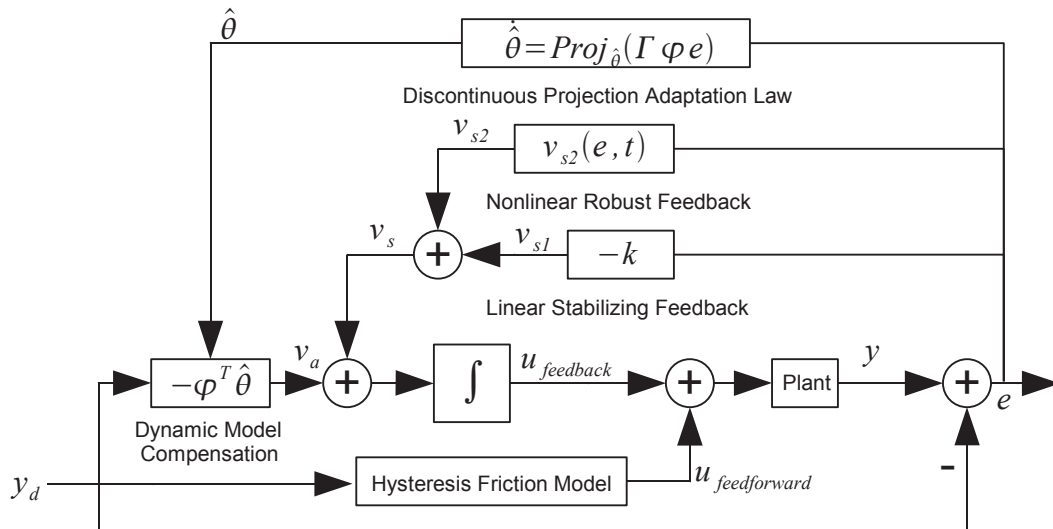 θ̂
θ̂̇ = Proj_θ̂(Γ φ e)
Discontinuous Projection Adaptation Law
v_s2
v_s2(e, t)
Nonlinear Robust Feedback
v_s
+
v_s1
−k
Linear Stabilizing Feedback
−φ^T θ̂
v_a
+
∫
u_feedback
+
Plant
y
+
e
Dynamic Model
Compensation
y_d
Hysteresis Friction Model
u_feedforward
-